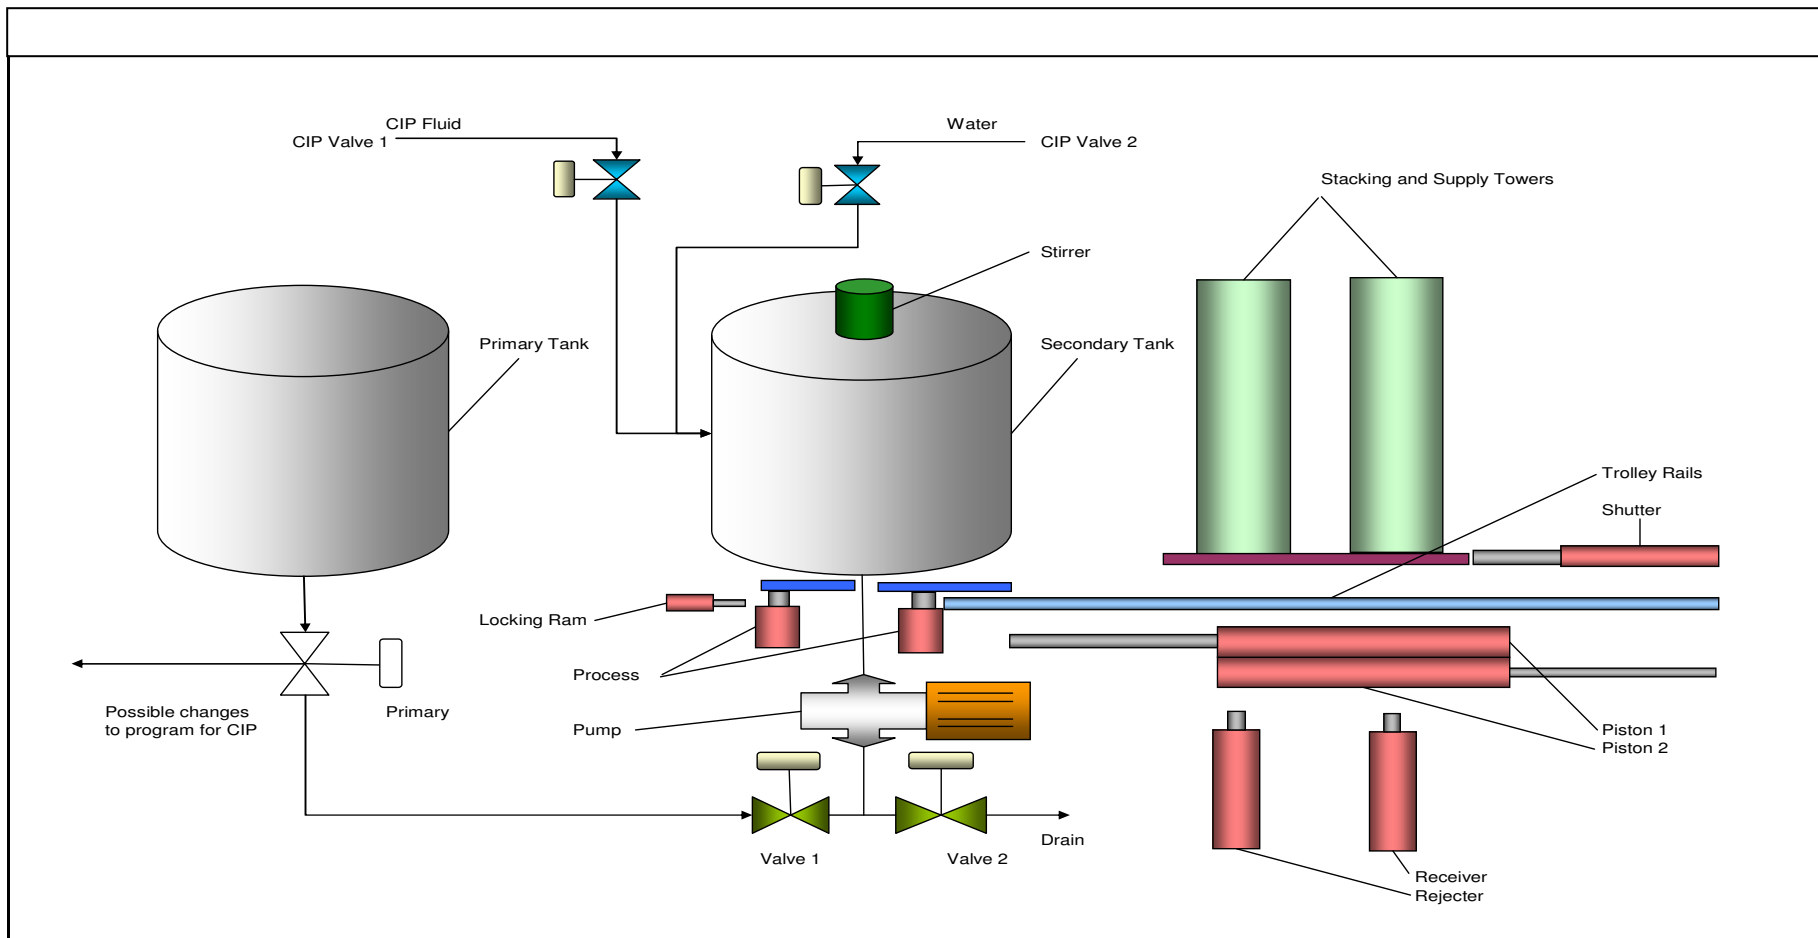 CIP Fluid
CIP Valve 1
Water
CIP Valve 2
Stacking and Supply Towers
Stirrer
Primary Tank
Secondary Tank
Trolley Rails
Shutter
Locking Ram
Process
Possible changes
to program for CIP
Primary
Pump
Piston 1
Piston 2
Drain
Valve 1
Valve 2
Receiver
Rejecter